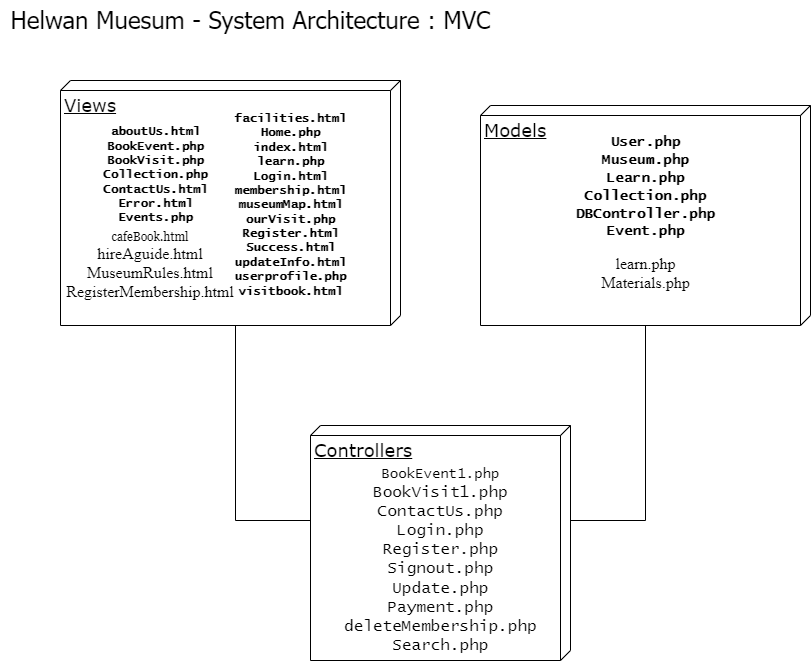 Helwan Muesum - System Architecture : MVC
Views
aboutUs.html
BookEvent.php
BookVisit.php
Collection.php
ContactUs.html
Error.html
Events.php
cafeBook.html
hireAguide.html
MuseumRules.html
RegisterMembership.html
facilities.html
Home.php
index.html
learn.php
Login.html
membership.html
museumMap.html
ourVisit.php
Register.html
Success.html
updateInfo.html
userprofile.php
visitbook.html
Models
User.php
Museum.php
Learn.php
Collection.php
DBController.php
Event.php
learn.php
Materials.php
Controllers
BookEvent1.php
BookVisit1.php
ContactUs.php
Login.php
Register.php
Signout.php
Update.php
Payment.php
deleteMembership.php
Search.php